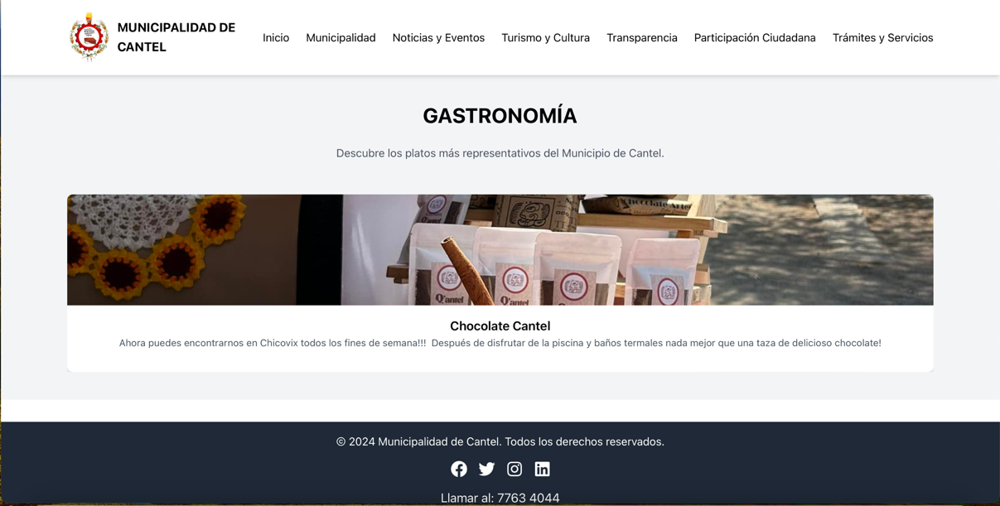 MUNICIPALIDAD DE
CANTEL
Inicio Municipalidad Noticias y Eventos Turismo y Cultura Transparencia Participación Ciudadana Trámites y Servicios
GASTRONOMÍA
Descubre los platos más representativos del Municipio de Cantel.
Chocolate Arte
Q'antel
Q'antel
Chocolate Cantel
Ahora puedes encontrarnos en Chicovix todos los fines de semana!!! Después de disfrutar de la piscina y baños termales nada mejor que una taza de delicioso chocolate!
© 2024 Municipalidad de Cantel. Todos los derechos reservados.
Llamar al: 7763 4044